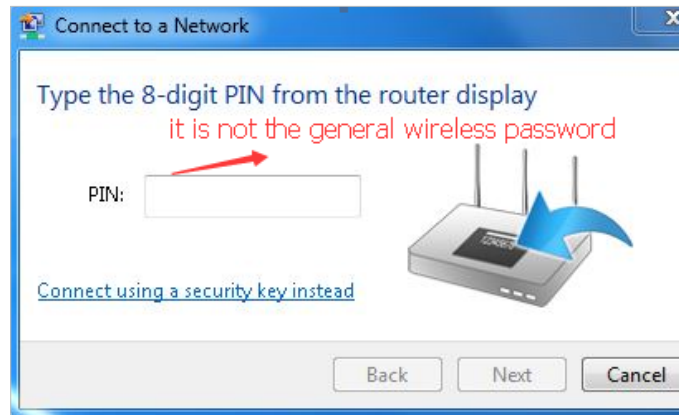 Connect to a Network
X
Type the 8-digit PIN from the router display
it is not the general wireless password
PIN:
12345678
Connect using a security key instead
Back
Next
Cancel